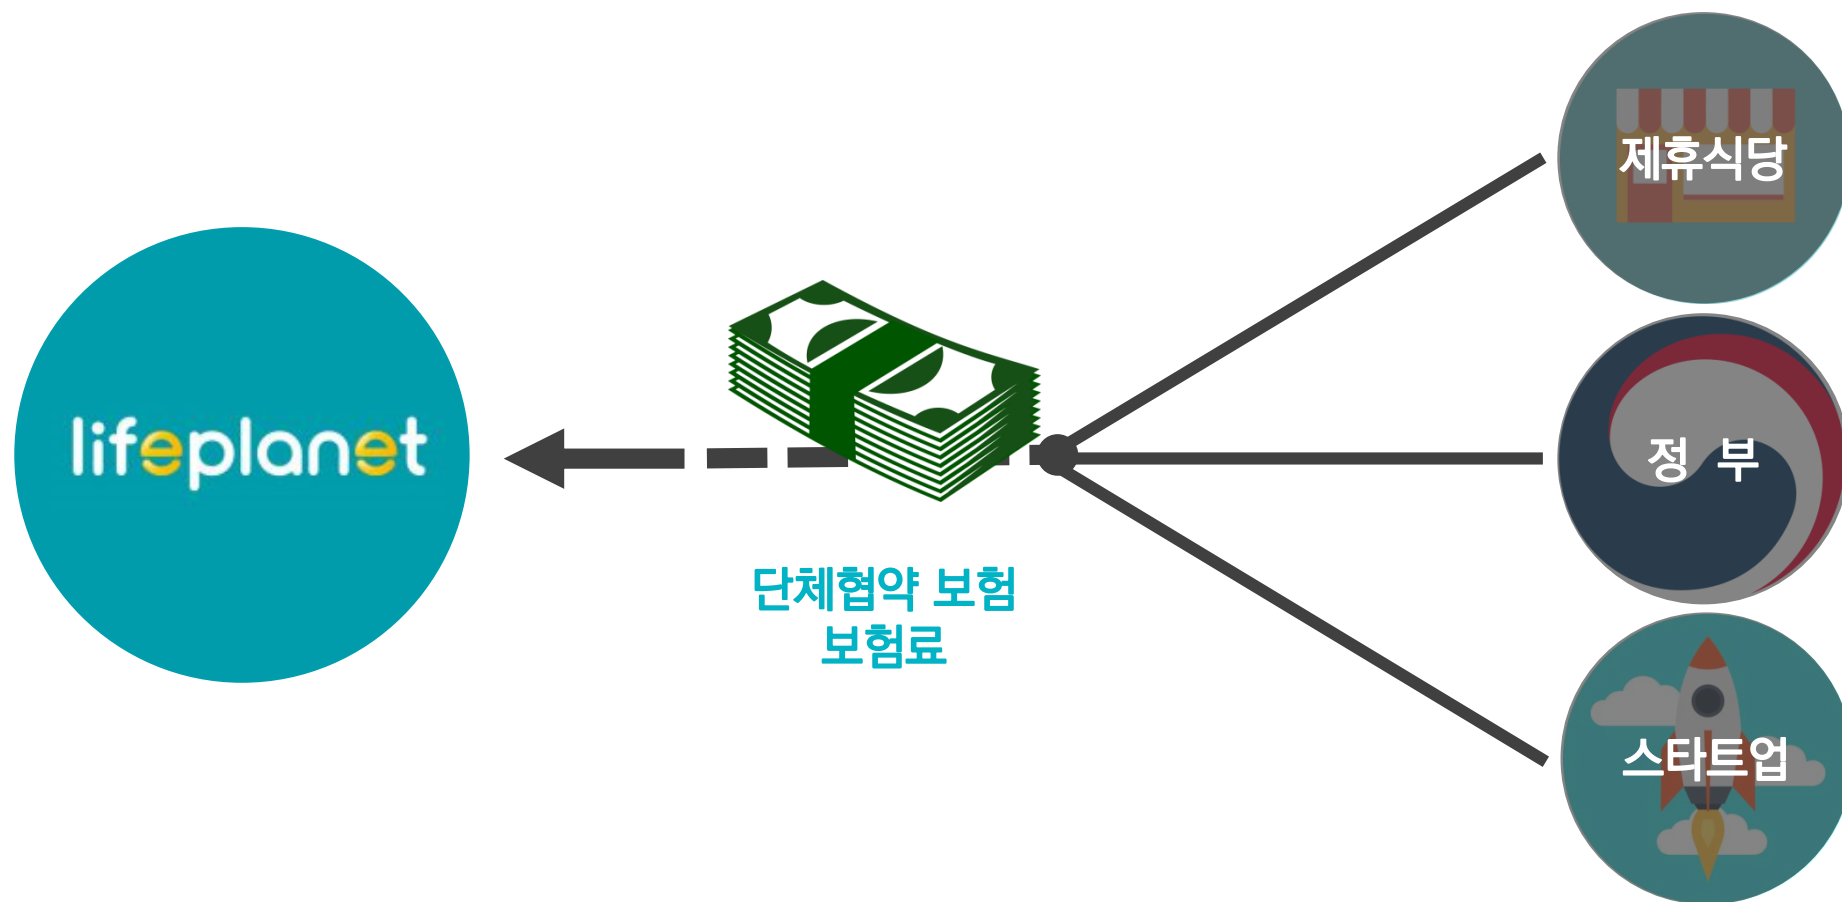 lifeplanet
단체협약 보험
보험료
제휴식당
정 부
스타트업